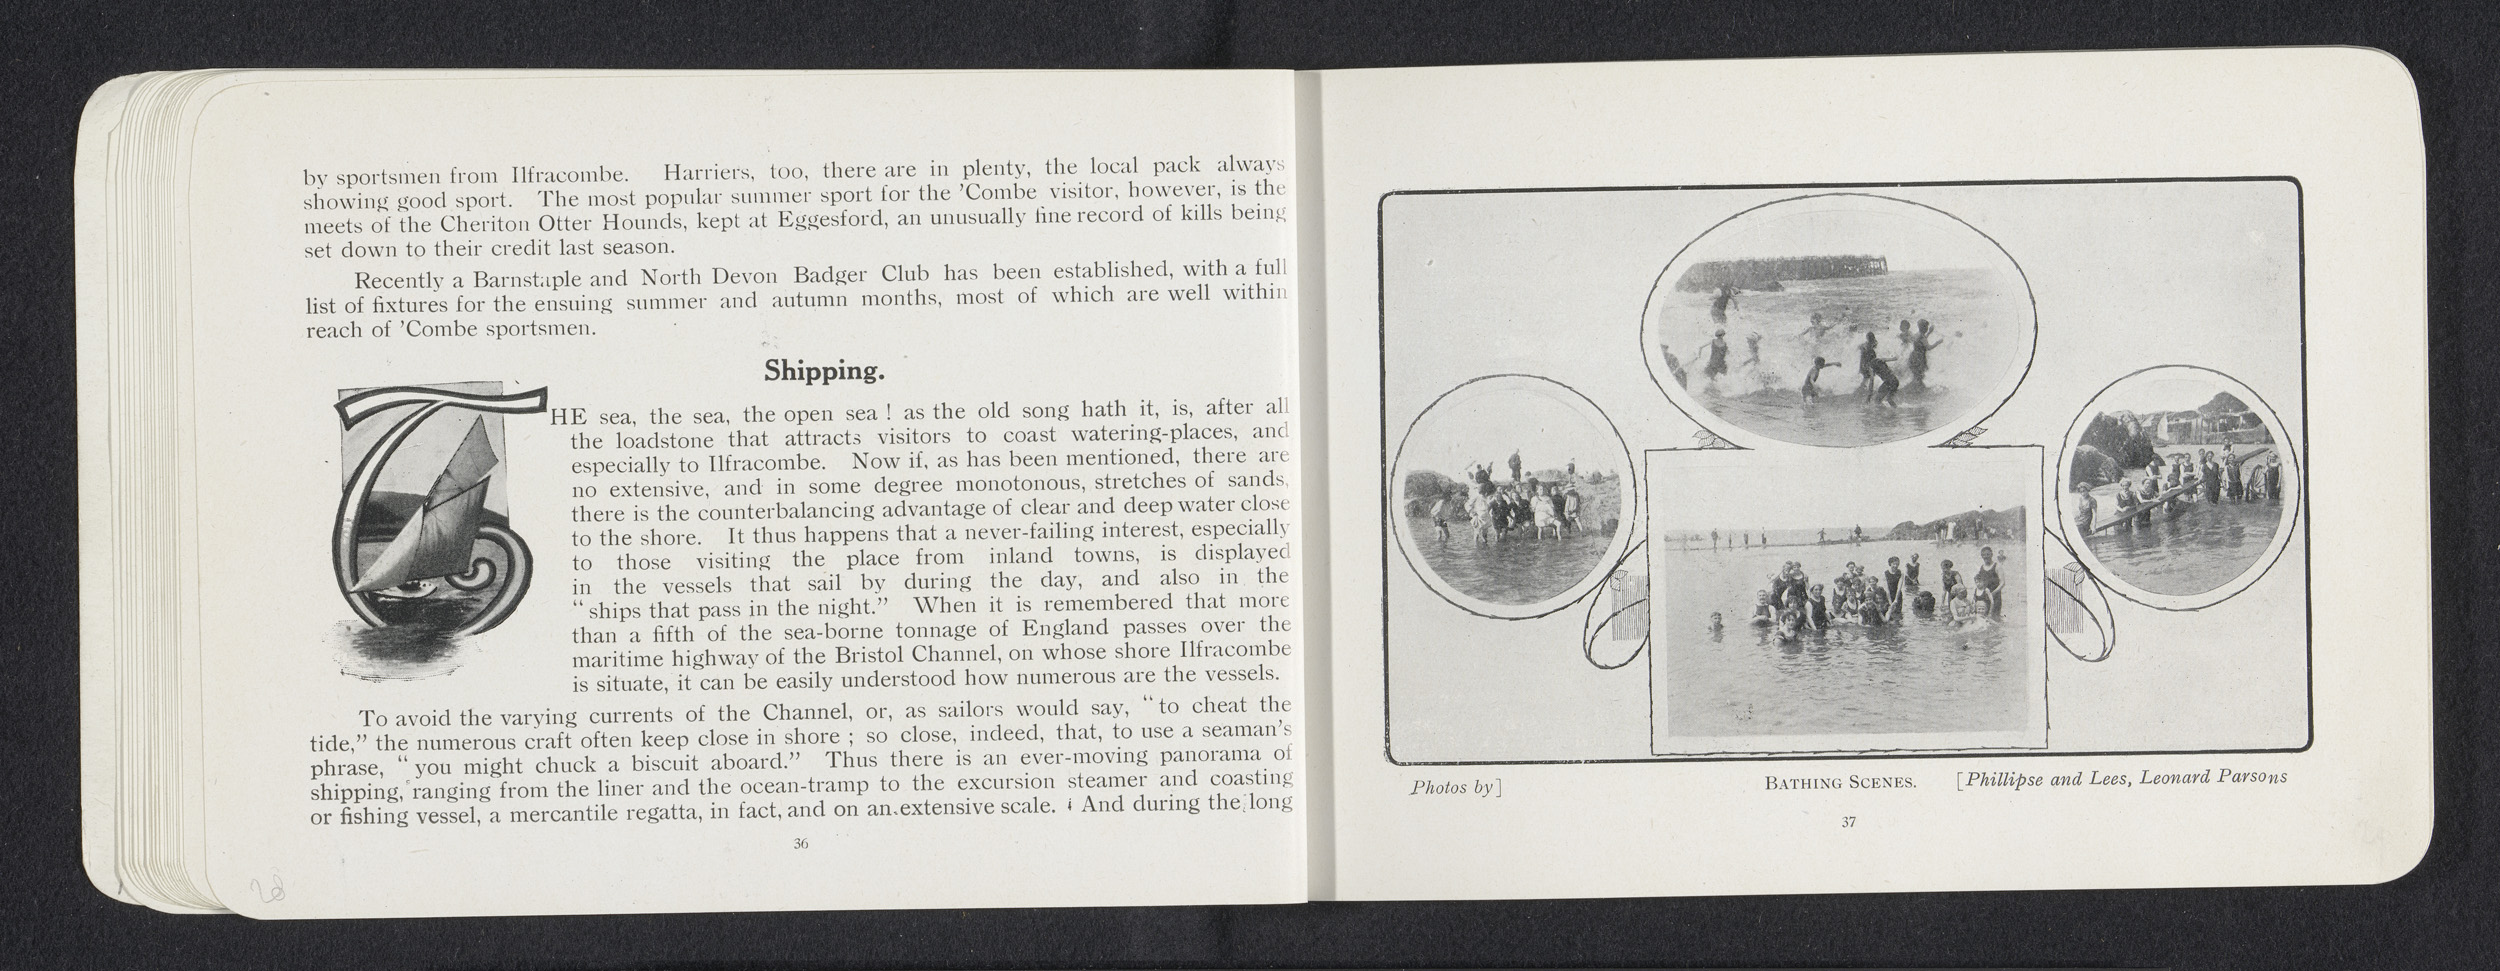 by sportsmen from Ilfracombe. Harriers, too, there are in plenty, the local pack always
showing good sport. The most popular summer sport for the 'Combe visitor, however, is the
meets of the Cheriton Otter Hounds, kept at Eggesford, an unusually fine record of kills being
set down to their credit last season.
Recently a Barnstaple and North Devon Badger Club has been established, with a full
list of fixtures for the ensuing summer and autumn months, most of which are well within
reach of 'Combe sportsmen.
Shipping.
THE sea, the sea, the open sea! as the old song hath it, is, after all
the loadstone that attracts visitors to coast watering-places, and
especially to Ilfracombe. Now if, as has been mentioned, there are
no extensive, and in some degree monotonous, stretches of sands,
there is the counterbalancing advantage of clear and deep water close
to the shore. It thus happens that a never-failing interest, especially
to those visiting the place from inland towns, is displayed
in the vessels that sail by during the day, and also in the
"ships that pass in the night." When it is remembered that more
than a fifth of the sea-borne tonnage of England passes over the
maritime highway of the Bristol Channel, on whose shore Ilfracombe
is situate, it can be easily understood how numerous are the vessels.
To avoid the varying currents of the Channel, or, as sailors would say, "to cheat the
tide," the numerous craft often keep close in shore; so close, indeed, that, to use a seaman's
phrase, "you might chuck a biscuit aboard." Thus there is an ever-moving panorama of
shipping, ranging from the liner and the ocean-tramp to the excursion steamer and coasting
or fishing vessel, a mercantile regatta, in fact, and on an extensive scale. And during the long
36
28
Photos by] BATHING SCENES. [Phillipse and Lees, Leonard Parsons
37